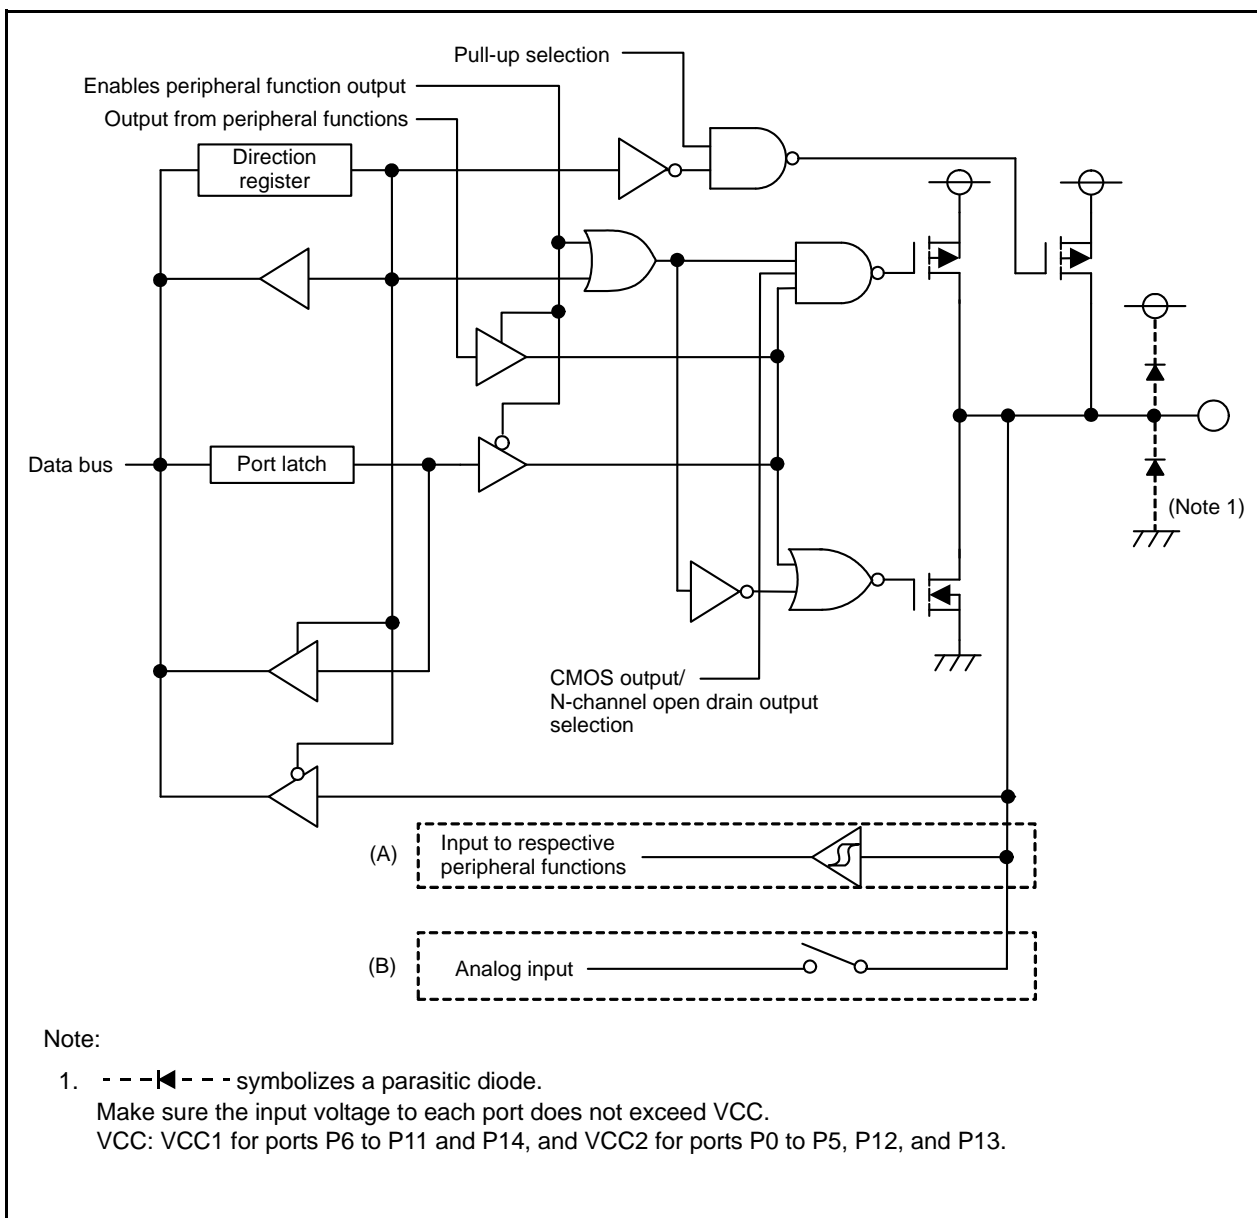 Pull-up selection
Enables peripheral function output
Output from peripheral functions
Direction
register
Data bus
Port latch
(Note 1)
CMOS output/
N-channel open drain output
selection
(A)
Input to respective
peripheral functions
(B)
Analog input
Note:
1. symbolizes a parasitic diode.
Make sure the input voltage to each port does not exceed VCC.
VCC: VCC1 for ports P6 to P11 and P14, and VCC2 for ports P0 to P5, P12, and P13.